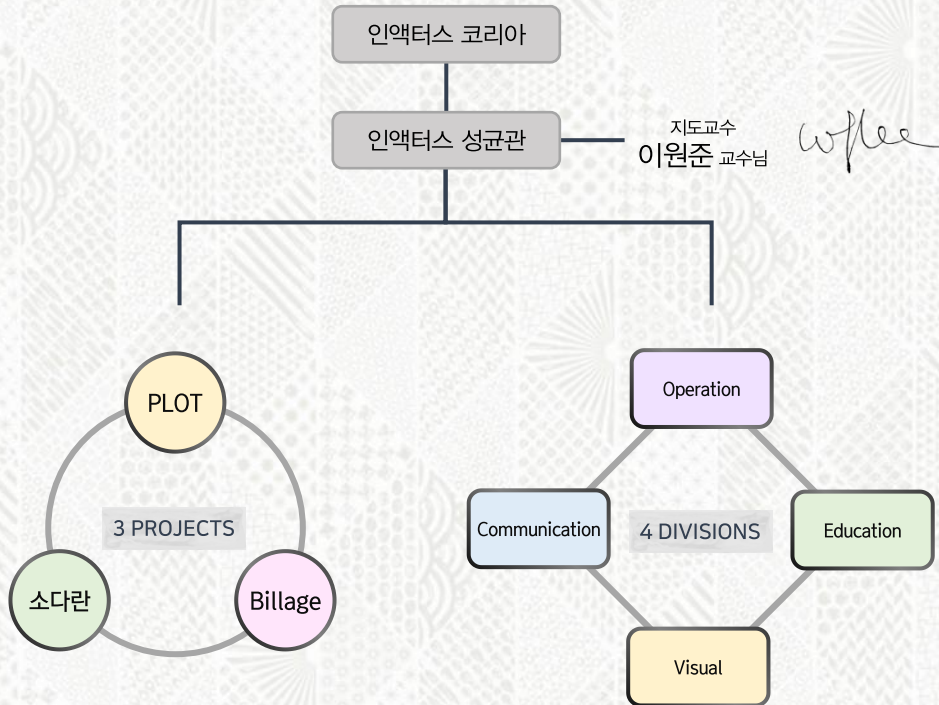 인액터스 코리아
인액터스 성균관
지도교수
이원준 교수님
PLOT
3 PROJECTS
소다란
Billage
Operation
Communication
4 DIVISIONS
Education
Visual